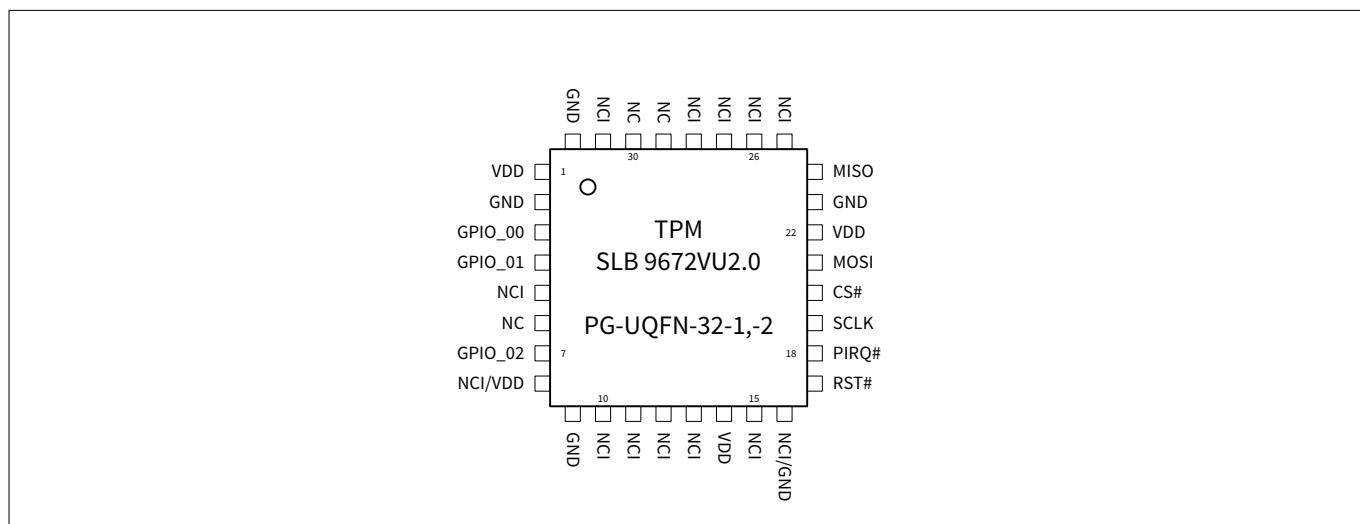 GND
NCI
NC
NC
NCI
NCI
NCI
NCI
30
26
VDD
1
MISO
GND
GND
GPIO_00
TPM
22
VDD
GPIO_01
SLB 9672VU2.0
MOSI
NCI
CS#
NC
PG-UQFN-32-1,-2
SCLK
GPIO_02
7
18
PIRQ#
NCI/VDD
RST#
10
15
GND
NCI
NCI
NCI
NCI
VDD
NCI
NCI/GND